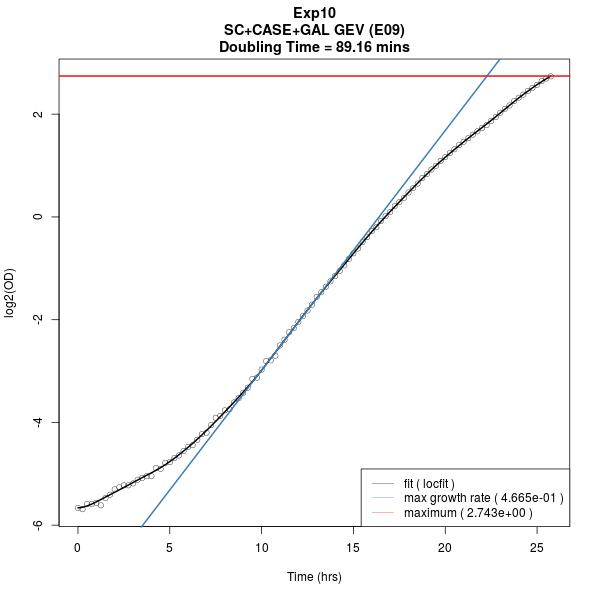 Exp10
SC+CASE+GAL GEV (E09)
Doubling Time = 89.16 mins
log2(OD)
2
0
-2
-4
-6
fit ( locfit )
max growth rate ( 4.665e-01 )
maximum ( 2.743e+00 )
0 5 10 15 20 25
Time (hrs)